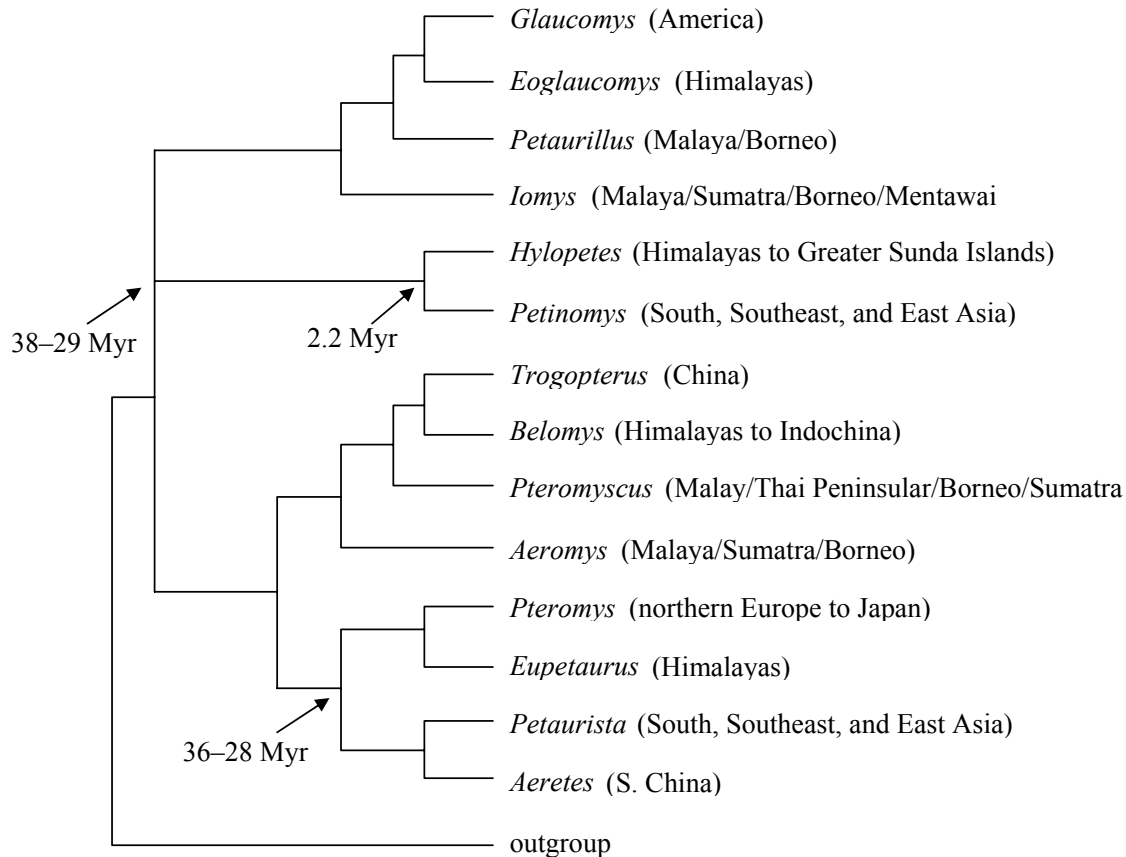 Glaucomys (America)
Eoglaucomys (Himalayas)
Petaurillus (Malaya/Borneo)
Iomys (Malaya/Sumatra/Borneo/Mentawai
Hylopetes (Himalayas to Greater Sunda Islands)
Petinomys (South, Southeast, and East Asia)
38–29 Myr
2.2 Myr
Trogopterus (China)
Belomys (Himalayas to Indochina)
Pteromyscus (Malay/Thai Peninsular/Borneo/Sumatra
Aeromys (Malaya/Sumatra/Borneo)
Pteromys (northern Europe to Japan)
Eupetaurus (Himalayas)
Petaurista (South, Southeast, and East Asia)
36–28 Myr
Aeretes (S. China)
outgroup